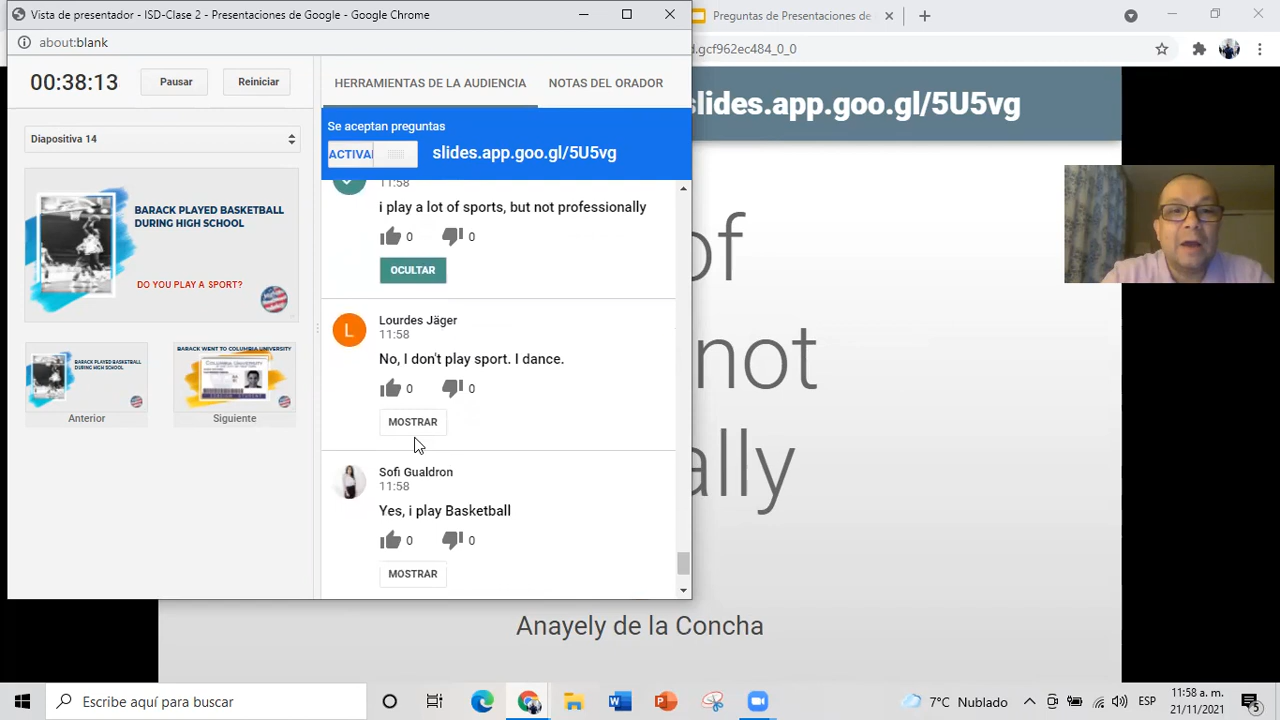 Vista de presentador - ISD-Clase 2 - Presentaciones de Google - Google Chrome
about:blank
00:38:13
Pausar
Reiniciar
Diapositiva 14
BARACK PLAYED BASKETBALL
DURING HIGH SCHOOL
DO YOU PLAY A SPORT?
BARACK PLAYED BASKETBALL
DURING HIGH SCHOOL
Anterior
BARACK WENT TO COLUMBIA UNIVERSITY
Siguiente
HERRAMIENTAS DE LA AUDIENCIA
NOTAS DEL ORADOR
Se aceptan preguntas
ACTIVA
slides.app.goo.gl/5U5vg
11:58
i play a lot of sports, but not professionally
0
0
OCULTAR
L
Lourdes Jäger
11:58
No, I don't play sport. I dance.
0
0
MOSTRAR
Sofi Gualdron
11:58
Yes, i play Basketball
0
0
MOSTRAR
Preguntas de Presentaciones de
d.gcf962ec484_0_0
slides.app.goo.gl/5U5vg
of
not
ally
Anayely de la Concha
Escribe aquí para buscar
7°C Nublado
ESP
11:58 a. m.
21/11/2021
5